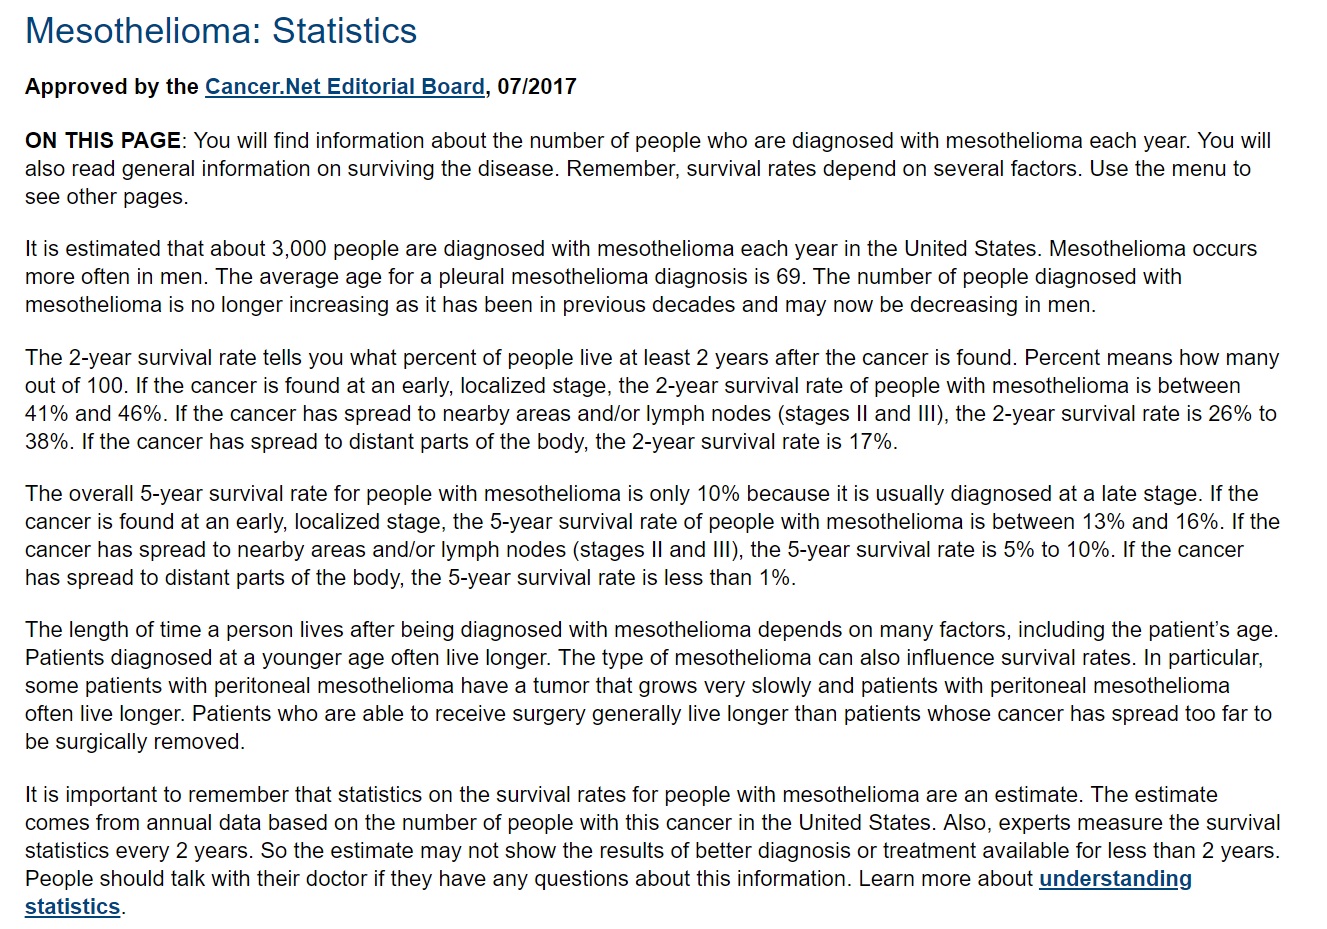 Mesothelioma: Statistics
Approved by the Cancer.Net Editorial Board, 07/2017
ON THIS PAGE: You will find information about the number of people who are diagnosed with mesothelioma each year. You will
also read general information on surviving the disease. Remember, survival rates depend on several factors. Use the menu to
see other pages.
It is estimated that about 3,000 people are diagnosed with mesothelioma each year in the United States. Mesothelioma occurs
more often in men. The average age for a pleural mesothelioma diagnosis is 69. The number of people diagnosed with
mesothelioma is no longer increasing as it has been in previous decades and may now be decreasing in men.
The 2-year survival rate tells you what percent of people live at least 2 years after the cancer is found. Percent means how many
out of 100. If the cancer is found at an early, localized stage, the 2-year survival rate of people with mesothelioma is between
41% and 46%. If the cancer has spread to nearby areas and/or lymph nodes (stages II and III), the 2-year survival rate is 26% to
38%. If the cancer has spread to distant parts of the body, the 2-year survival rate is 17%.
The overall 5-year survival rate for people with mesothelioma is only 10% because it is usually diagnosed at a late stage. If the
cancer is found at an early, localized stage, the 5-year survival rate of people with mesothelioma is between 13% and 16%. If the
cancer has spread to nearby areas and/or lymph nodes (stages II and III), the 5-year survival rate is 5% to 10%. If the cancer
has spread to distant parts of the body, the 5-year survival rate is less than 1%.
The length of time a person lives after being diagnosed with mesothelioma depends on many factors, including the patient’s age.
Patients diagnosed at a younger age often live longer. The type of mesothelioma can also influence survival rates. In particular,
some patients with peritoneal mesothelioma have a tumor that grows very slowly and patients with peritoneal mesothelioma
often live longer. Patients who are able to receive surgery generally live longer than patients whose cancer has spread too far to
be surgically removed.
It is important to remember that statistics on the survival rates for people with mesothelioma are an estimate. The estimate
comes from annual data based on the number of people with this cancer in the United States. Also, experts measure the survival
statistics every 2 years. So the estimate may not show the results of better diagnosis or treatment available for less than 2 years.
People should talk with their doctor if they have any questions about this information. Learn more about understanding
statistics.